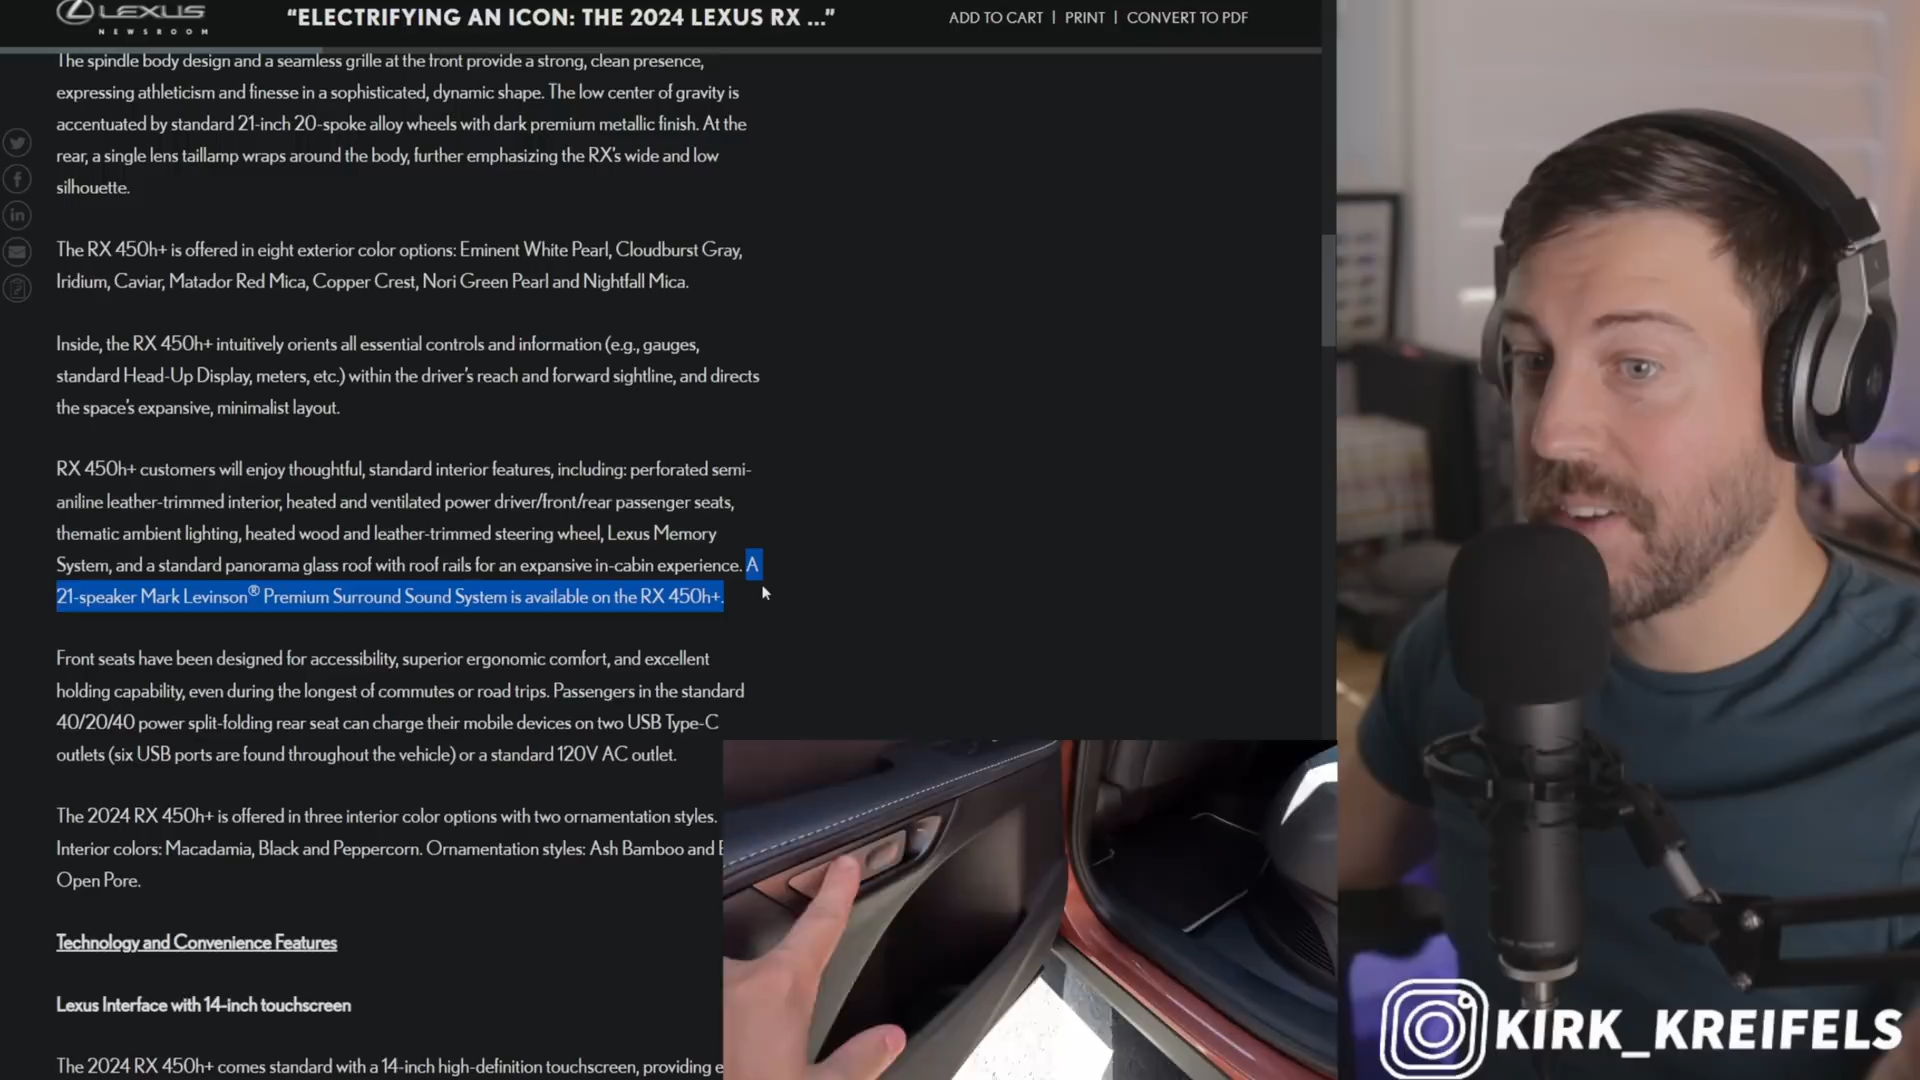 LEXUS
NEWSROOM
“ELECTRIFYING AN ICON: THE 2024 LEXUS RX ...”
ADD TO CART | PRINT | CONVERT TO PDF
The spindle body design and a seamless grille at the front provide a strong, clean presence,
expressing athleticism and finesse in a sophisticated, dynamic shape. The low center of gravity is
accentuated by standard 21-inch 20-spoke alloy wheels with dark premium metallic finish. At the
rear, a single lens taillamp wraps around the body, further emphasizing the RX’s wide and low
silhouette.
The RX 450h+ is offered in eight exterior color options: Eminent White Pearl, Cloudburst Gray,
Iridium, Caviar, Matador Red Mica, Copper Crest, Nori Green Pearl and Nightfall Mica.
Inside, the RX 450h+ intuitively orients all essential controls and information (e.g., gauges,
standard Head-Up Display, meters, etc.) within the driver’s reach and forward sightline, and directs
the space’s expansive, minimalist layout.
RX 450h+ customers will enjoy thoughtful, standard interior features, including: perforated semi-
aniline leather-trimmed interior, heated and ventilated power driver/front/rear passenger seats,
thematic ambient lighting, heated wood and leather-trimmed steering wheel, Lexus Memory
System, and a standard panorama glass roof with roof rails for an expansive in-cabin experience. A
21-speaker Mark Levinson® Premium Surround Sound System is available on the RX 450h+.
Front seats have been designed for accessibility, superior ergonomic comfort, and excellent
holding capability, even during the longest of commutes or road trips. Passengers in the standard
40/20/40 power split-folding rear seat can charge their mobile devices on two USB Type-C
outlets (six USB ports are found throughout the vehicle) or a standard 120V AC outlet.
The 2024 RX 450h+ is offered in three interior color options with two ornamentation styles.
Interior colors: Macadamia, Black and Peppercorn. Ornamentation styles: Ash Bamboo and
Open Pore.
Technology and Convenience Features
Lexus Interface with 14-inch touchscreen
The 2024 RX 450h+ comes standard with a 14-inch high-definition touchscreen, providing
KIRK_KREIFELS